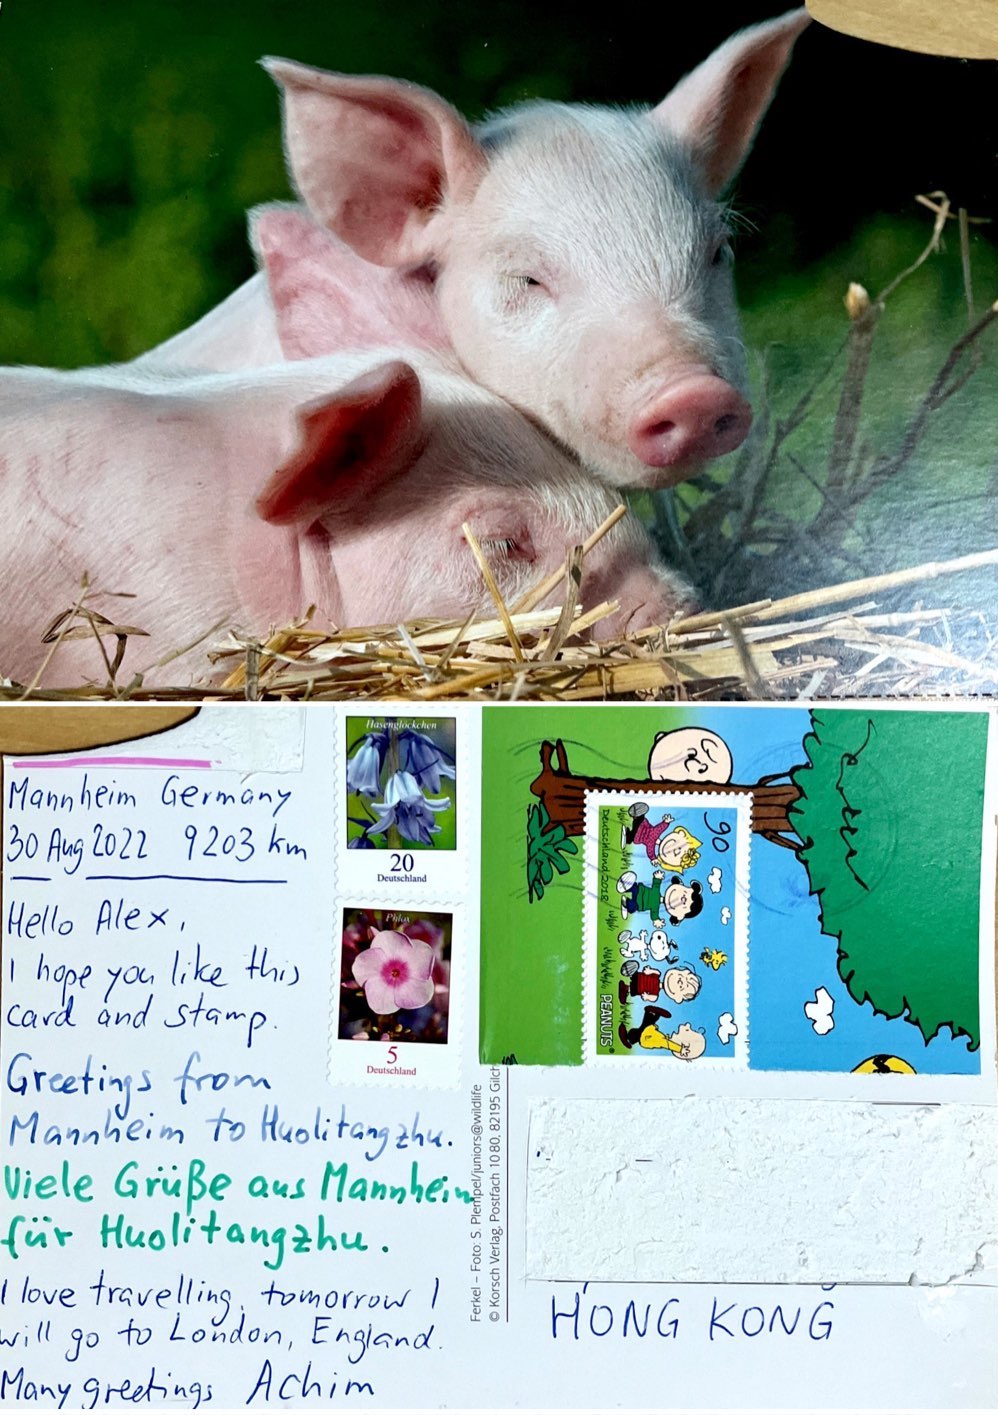 Mannheim Germany
30 Aug 2022 9203 km
Hello Alex,
I hope you like this
card and stamp.
Greetings from
Mannheim to Huolitangzhu.
Viele Grüße aus Mannheim
für Huolitangzhu.
I love travelling, tomorrow I
will go to London, England.
Many greetings Achim
Hasenglöckchen
20
Deutschland
Phlox
5
Deutschland
90
Deutschland 2018
PEANUTS
Ferkel – Foto: S. Plempel/juniors@wildlife
© Korsch Verlag, Postfach 10 80, 82195 Gilch
HONG KONG